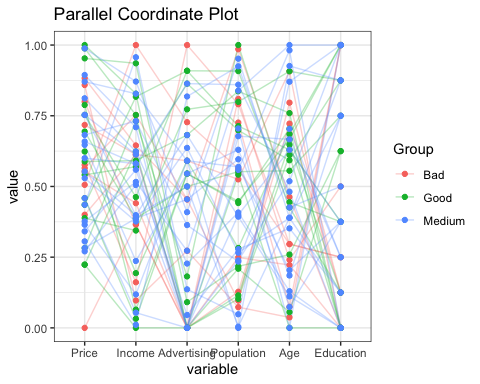 Parallel Coordinate Plot
1.00
0.75
0.50
0.25
0.00
value
Price Income Advertising Population Age Education
variable
Group
Bad
Good
Medium